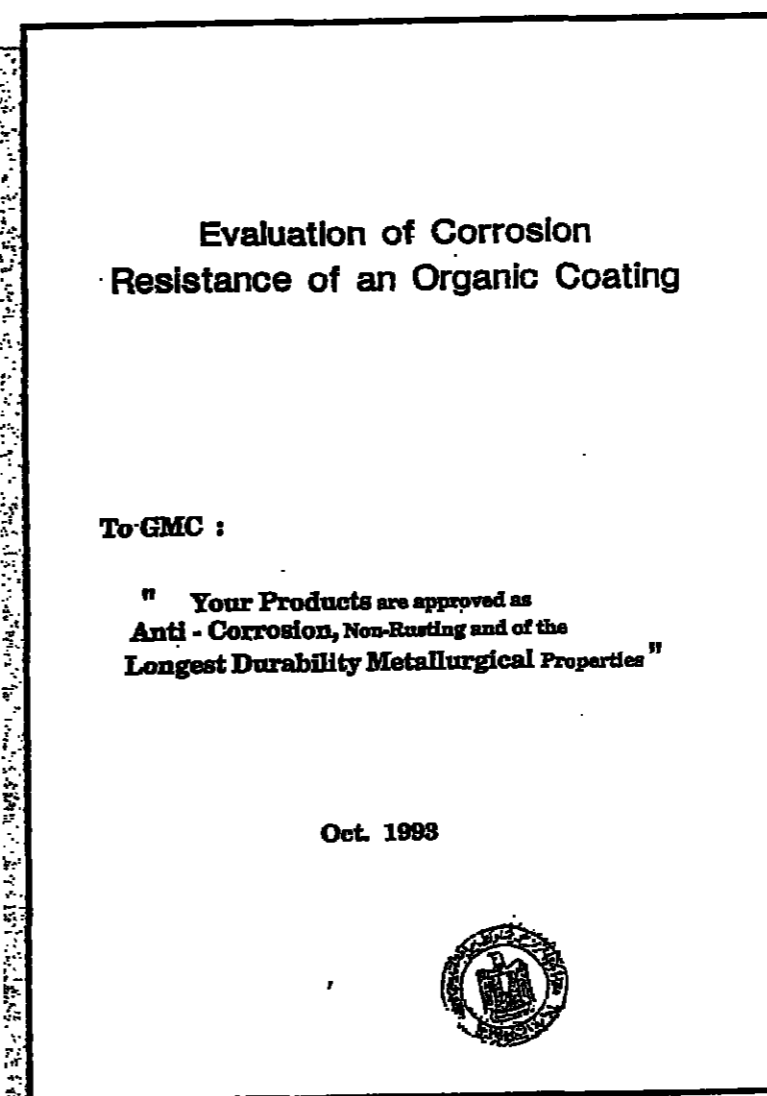 Evaluation of Corrosion
Resistance of an Organic Coating
To GMC :
" Your Products are approved as
Anti - Corrosion, Non-Rusting and of the
Longest Durability Metallurgical Properties"
Oct. 1993